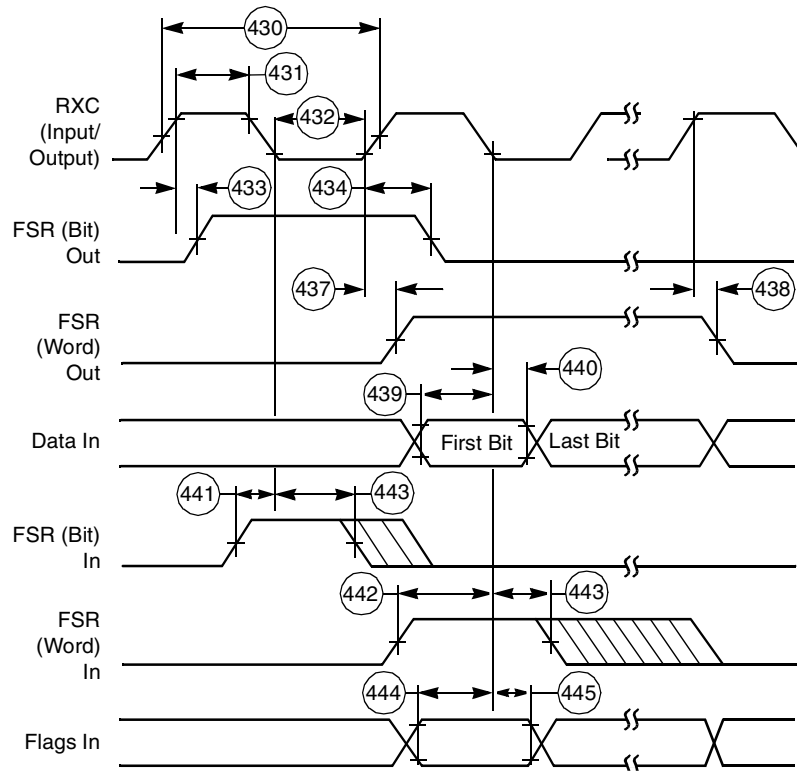 430
431
RXC
(Input/
Output)
432
433
434
FSR (Bit)
Out
437
438
FSR
(Word)
Out
439
440
Data In
First Bit
Last Bit
441
443
FSR (Bit)
In
442
443
FSR
(Word)
In
444
445
Flags In